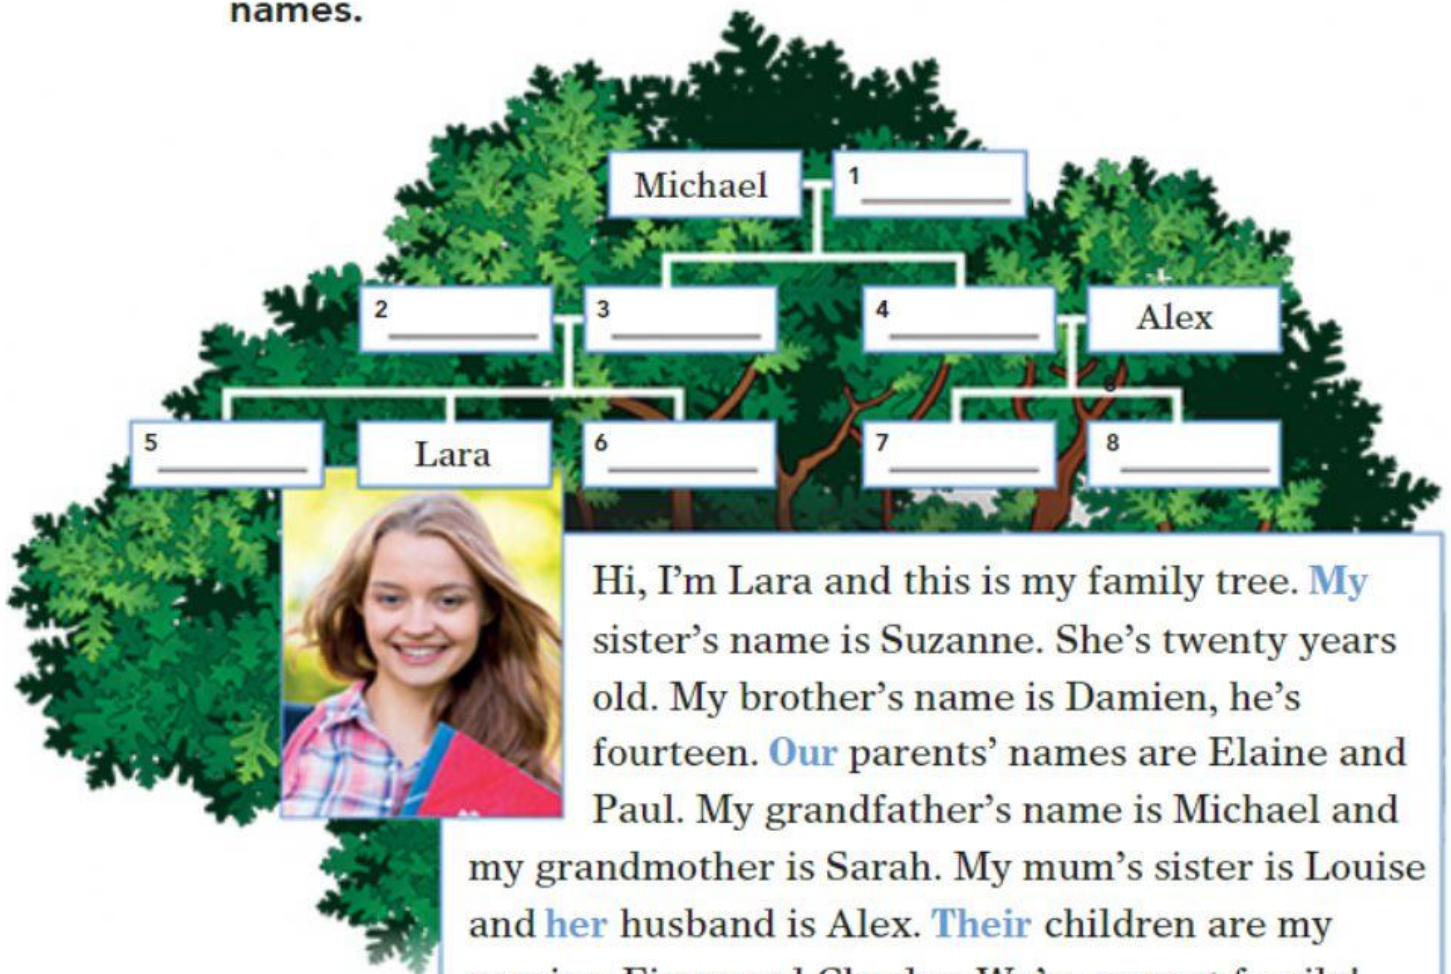 names.
Michael
1
2
3
4
Alex
5
Lara
6
7
8
Hi, I'm Lara and this is my family tree. My
sister's name is Suzanne. She's twenty years
old. My brother's name is Damien, he's
fourteen. Our parents' names are Elaine and
Paul. My grandfather's name is Michael and
my grandmother is Sarah. My mum's sister is Louise
and her husband is Alex. Their children are my